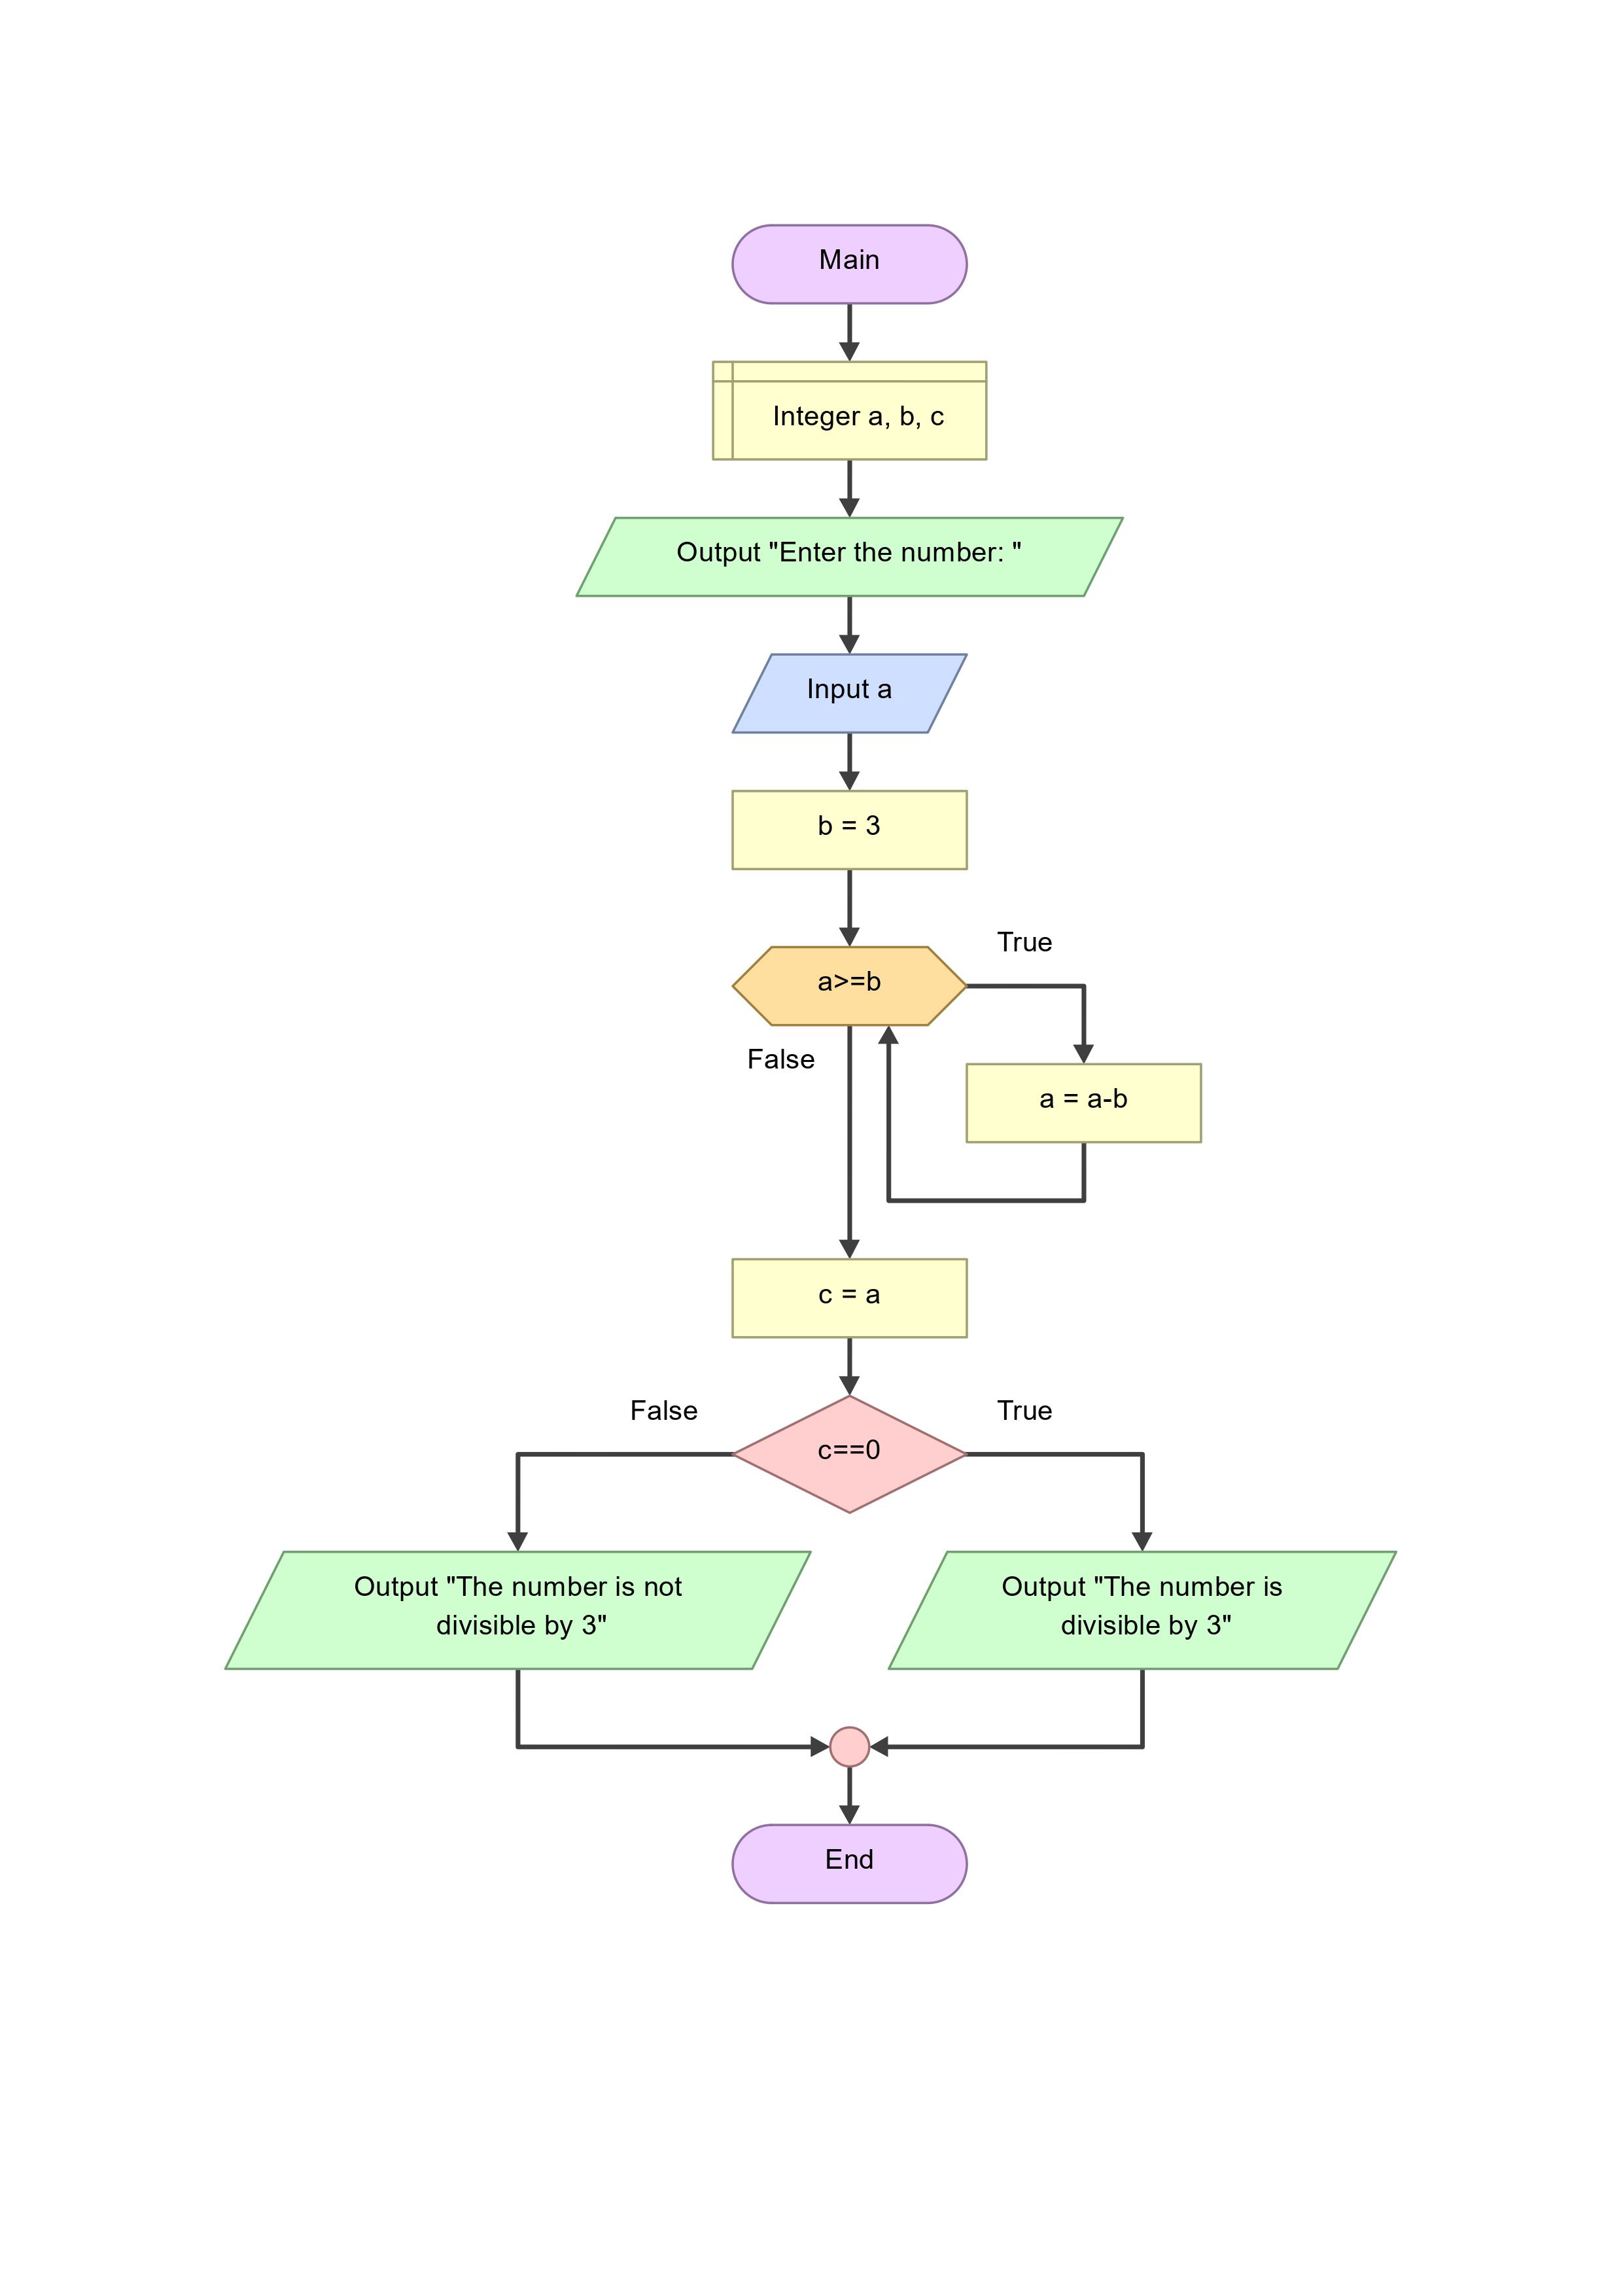 Main
Integer a, b, c
Output "Enter the number: "
Input a
b = 3
True
a>=b
False
a = a-b
c = a
False
True
c==0
Output "The number is not
divisible by 3"
Output "The number is
divisible by 3"
End